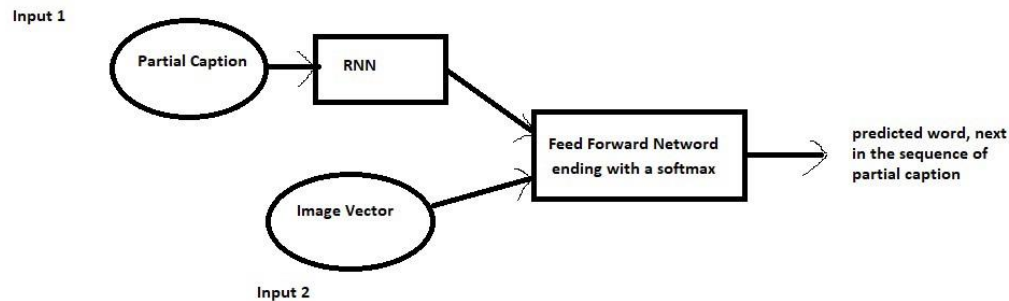 Input 1
Partial Caption
RNN
Feed Forward Netword
ending with a softmax
predicted word, next
in the sequence of
partial caption
Image Vector
Input 2